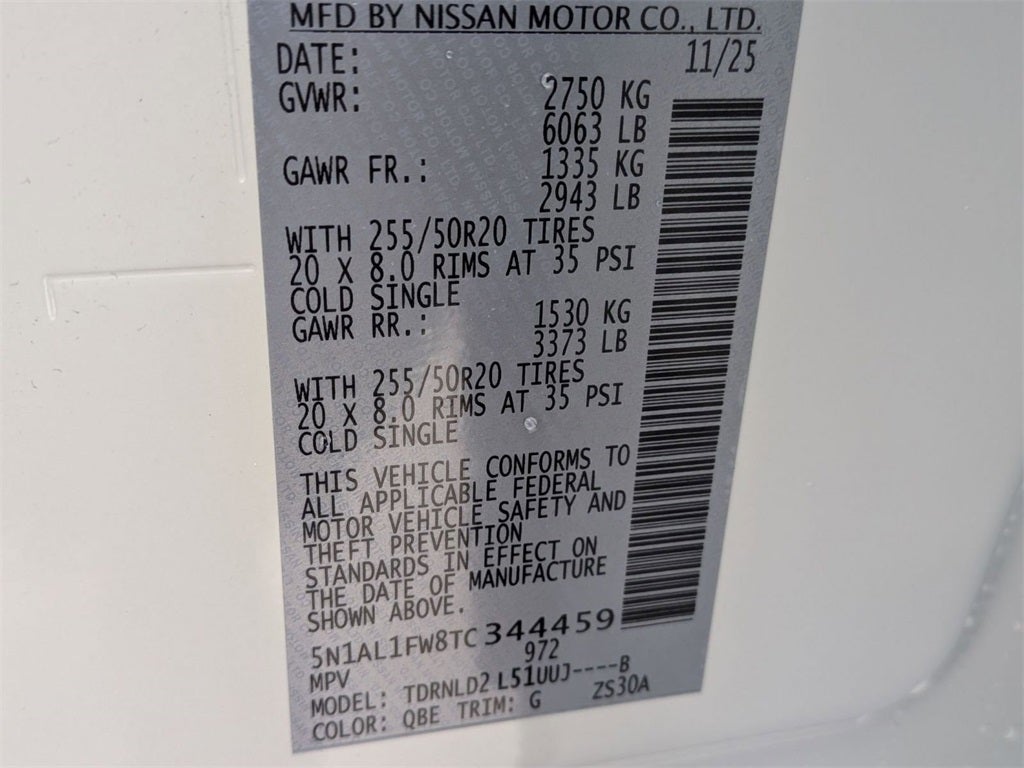 MFD BY NISSAN MOTOR CO., LTD.
DATE: 11/25
GVWR: 2750 KG
6063 LB
GAWR FR.: 1335 KG
2943 LB
WITH 255/50R20 TIRES
20 X 8.0 RIMS AT 35 PSI
COLD SINGLE
GAWR RR.: 1530 KG
3373 LB
WITH 255/50R20 TIRES
20 X 8.0 RIMS AT 35 PSI
COLD SINGLE
THIS VEHICLE CONFORMS TO
ALL APPLICABLE FEDERAL
MOTOR VEHICLE SAFETY AND
THEFT PREVENTION
STANDARDS IN EFFECT ON
THE DATE OF MANUFACTURE
SHOWN ABOVE.
5N1AL1FW8TC344459
MPV 972
MODEL: TDRNLD2 L51UUJ----B
COLOR: QBE TRIM: G ZS30A